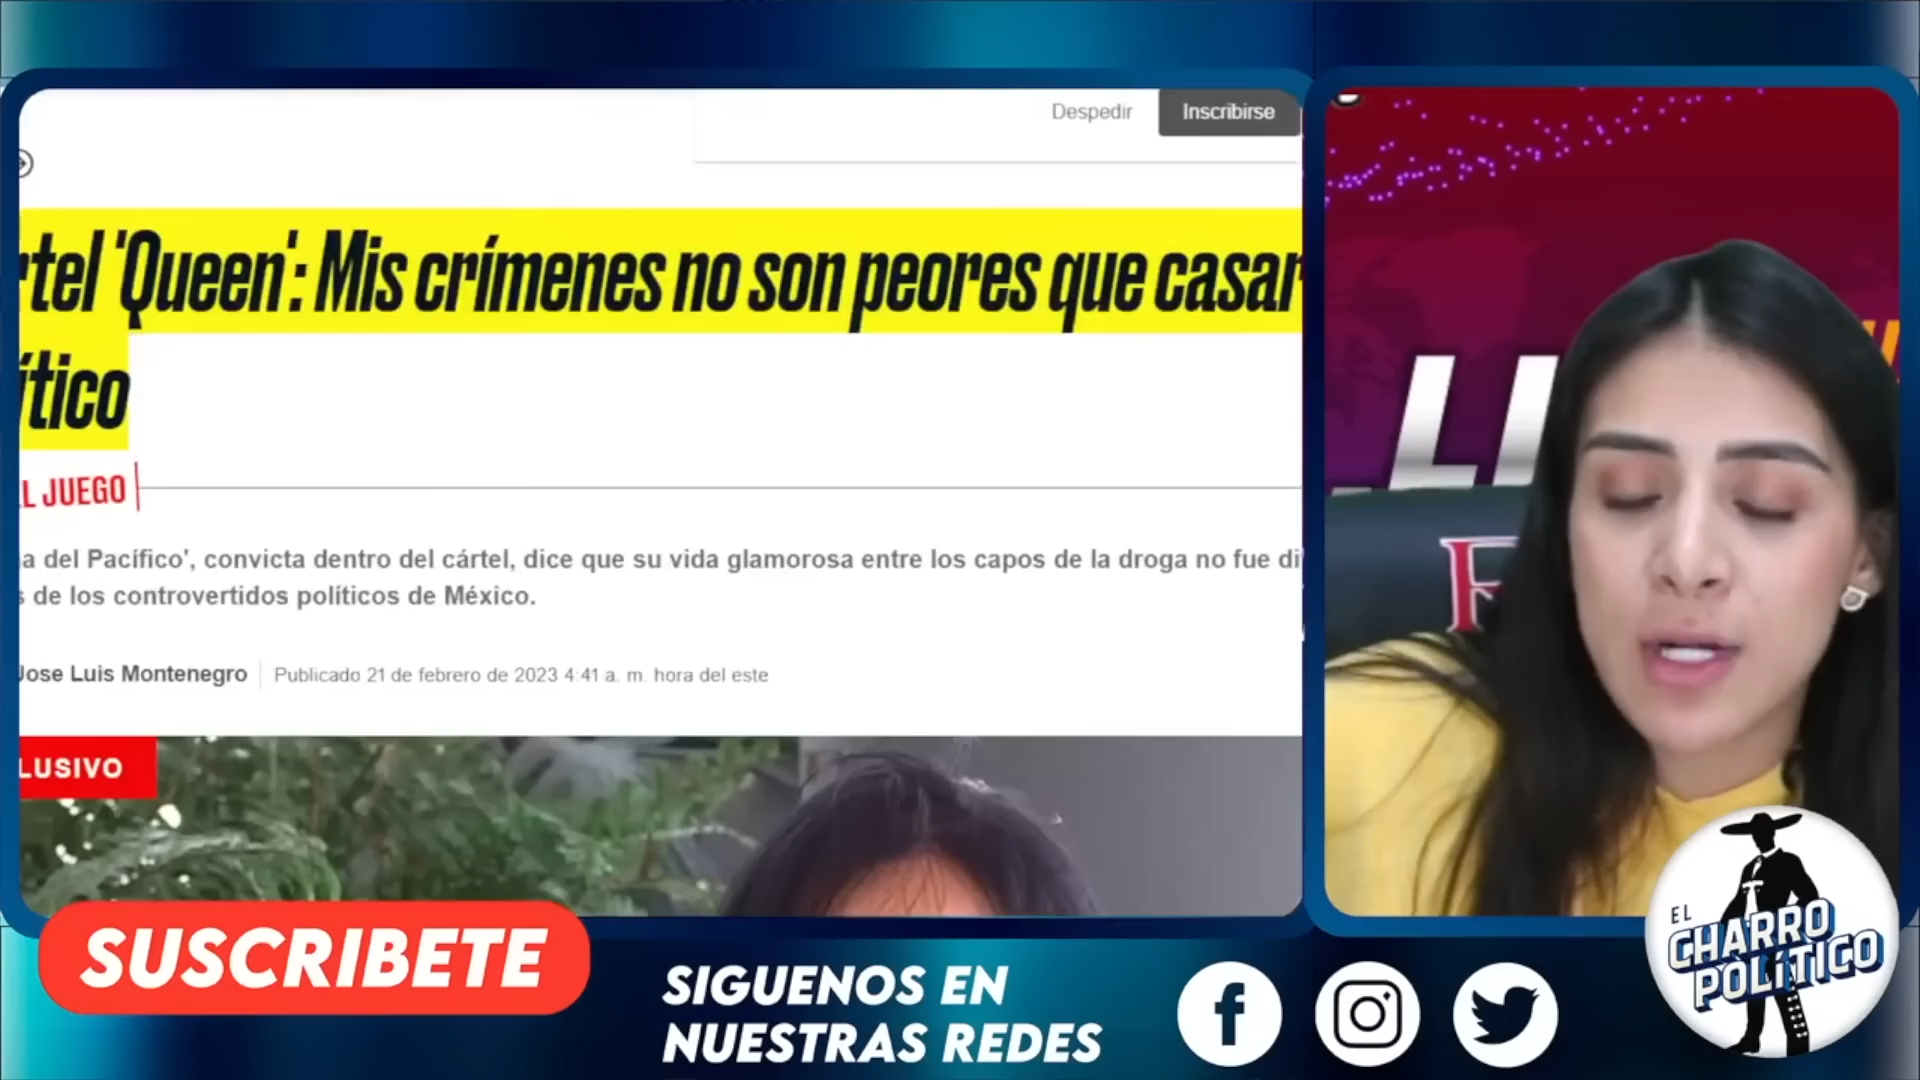 Despedir
Inscribirse
rtel 'Queen': Mis crímenes no son peores que casar
ítico
L JUEGO
a del Pacífico', convicta dentro del cártel, dice que su vida glamorosa entre los capos de la droga no fue di
s de los controvertidos políticos de México.
Jose Luis Montenegro
Publicado 21 de febrero de 2023 4:41 a. m. hora del este
LUSIVO
SUSCRIBETE
SIGUENOS EN
NUESTRAS REDES
EL
CHARRO
POLÍTICO